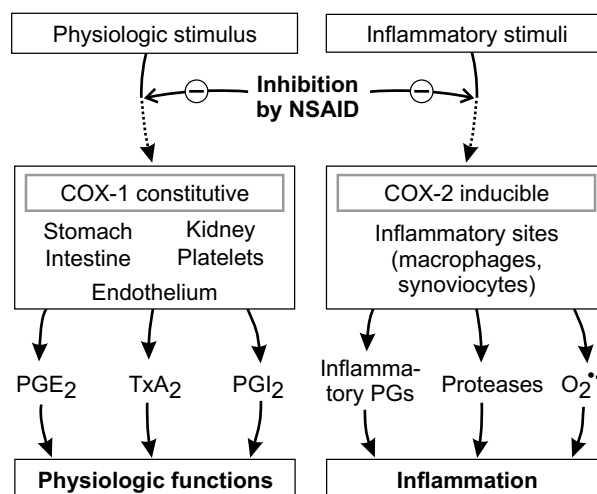 Physiologic stimulus
Inflammatory stimuli
Inhibition
by NSAID
COX-1 constitutive
Stomach
Kidney
Intestine
Platelets
Endothelium
COX-2 inducible
Inflammatory sites
(macrophages,
synoviocytes)
PGE₂
TxA₂
PGI₂
Inflamma-
tory PGs
Proteases
O₂••
Physiologic functions
Inflammation